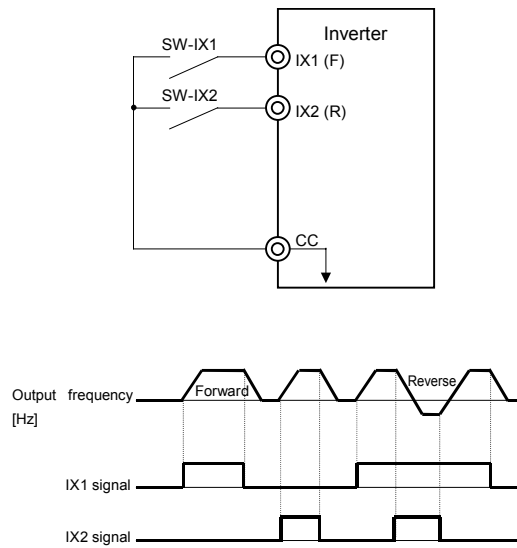 Inverter
SW-IX1
IX1 (F)
SW-IX2
IX2 (R)
CC
Output frequency
[Hz]
Forward
Reverse
IX1 signal
IX2 signal